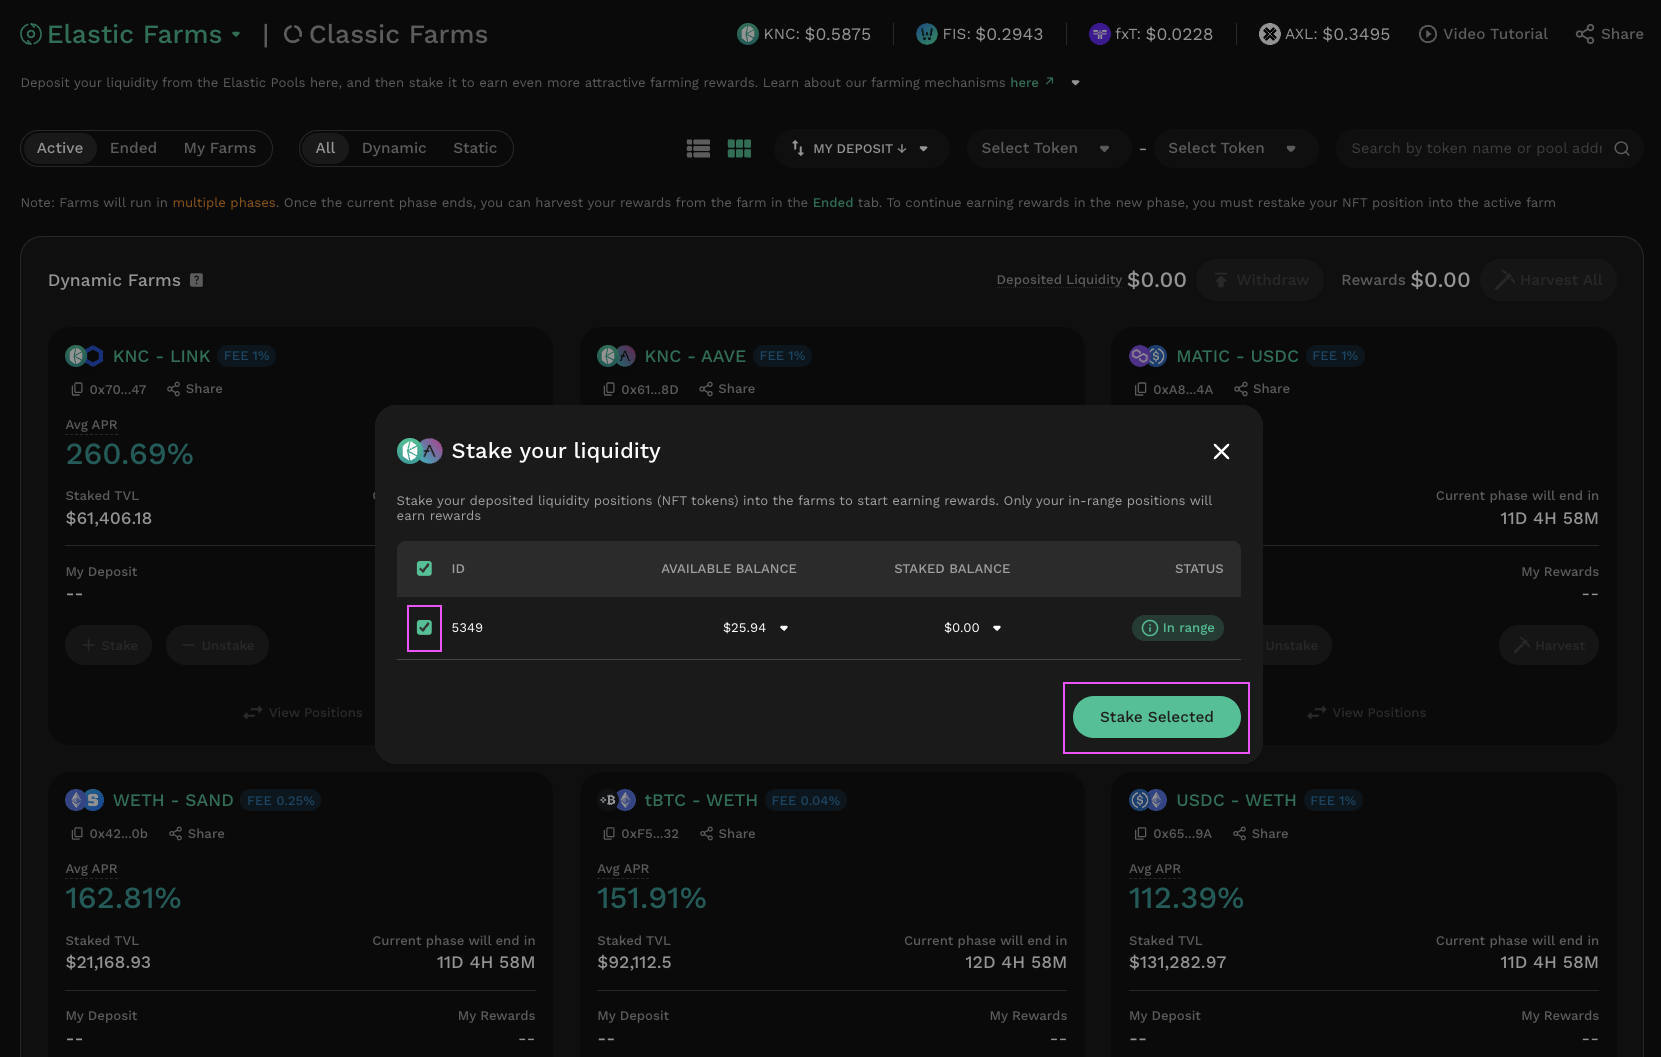 Elastic Farms | Classic Farms KNC: $0.5875 FIS: $0.2943 fxT: $0.0228 AXL: $0.3495 Video Tutorial Share
Deposit your liquidity from the Elastic Pools here, and then stake it to earn even more attractive farming rewards. Learn about our farming mechanisms here ↗
Active Ended My Farms All Dynamic Static MY DEPOSIT ↓ Select Token - Select Token Search by token name or pool addr
Note: Farms will run in multiple phases. Once the current phase ends, you can harvest your rewards from the farm in the Ended tab. To continue earning rewards in the new phase, you must restake your NFT position into the active farm
Dynamic Farms ? Deposited Liquidity $0.00 Withdraw Rewards $0.00 Harvest All
KNC - LINK FEE 1% KNC - AAVE FEE 1% MATIC - USDC FEE 1%
0x70...47 Share 0x61...8D Share 0xA8...4A Share
Avg APR
260.69%
Staked TVL Current phase will end in
$61,406.18 11D 4H 58M
My Deposit My Rewards
-- --
+ Stake — Unstake Unstake Harvest
View Positions View Positions
Stake your liquidity
Stake your deposited liquidity positions (NFT tokens) into the farms to start earning rewards. Only your in-range positions will
earn rewards
ID AVAILABLE BALANCE STAKED BALANCE STATUS
5349 $25.94 $0.00 In range
Stake Selected
WETH - SAND FEE 0.25% tBTC - WETH FEE 0.04% USDC - WETH FEE 1%
0x42...0b Share 0xF5...32 Share 0x65...9A Share
Avg APR Avg APR Avg APR
162.81% 151.91% 112.39%
Staked TVL Current phase will end in Staked TVL Current phase will end in Staked TVL Current phase will end in
$21,168.93 11D 4H 58M $92,112.5 12D 4H 58M $131,282.97 11D 4H 58M
My Deposit My Rewards My Deposit My Rewards My Deposit My Rewards
-- -- -- -- -- --